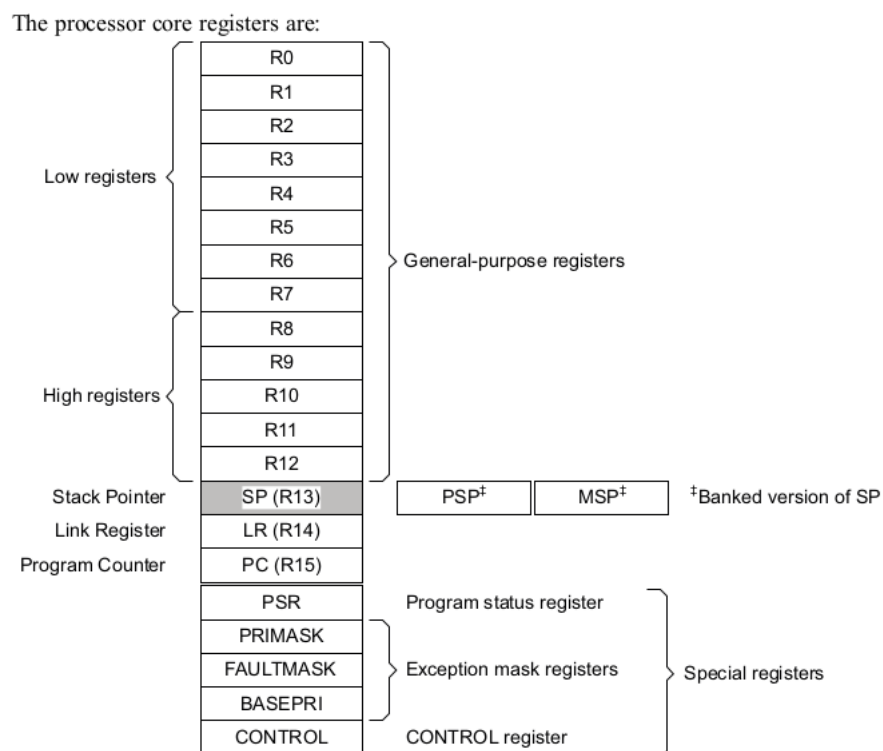 The processor core registers are:
R0
R1
R2
R3
Low registers
R4
R5
R6
General-purpose registers
R7
R8
R9
High registers
R10
R11
R12
Stack Pointer SP (R13) PSP‡ MSP‡ ‡Banked version of SP
Link Register LR (R14)
Program Counter PC (R15)
PSR Program status register
PRIMASK
FAULTMASK Exception mask registers Special registers
BASEPRI
CONTROL CONTROL register